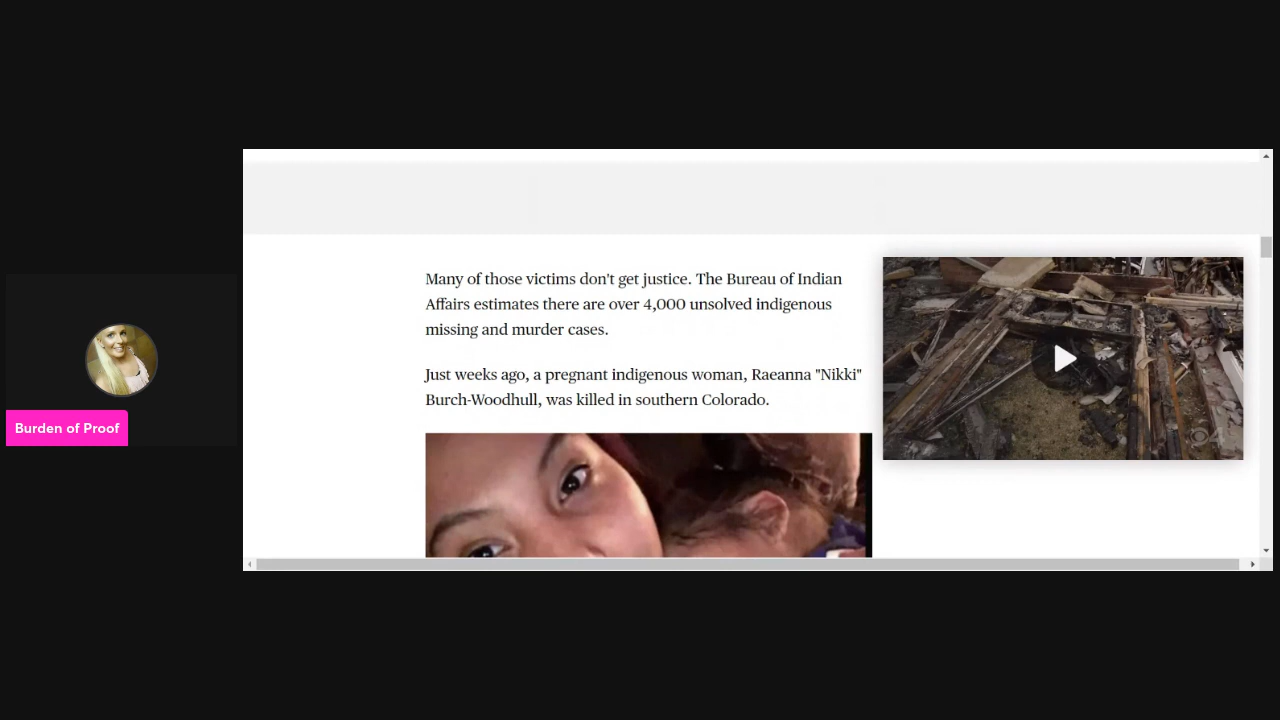 Many of those victims don't get justice. The Bureau of Indian
Affairs estimates there are over 4,000 unsolved indigenous
missing and murder cases.
Just weeks ago, a pregnant indigenous woman, Raeanna "Nikki"
Burch-Woodhull, was killed in southern Colorado.
Burden of Proof